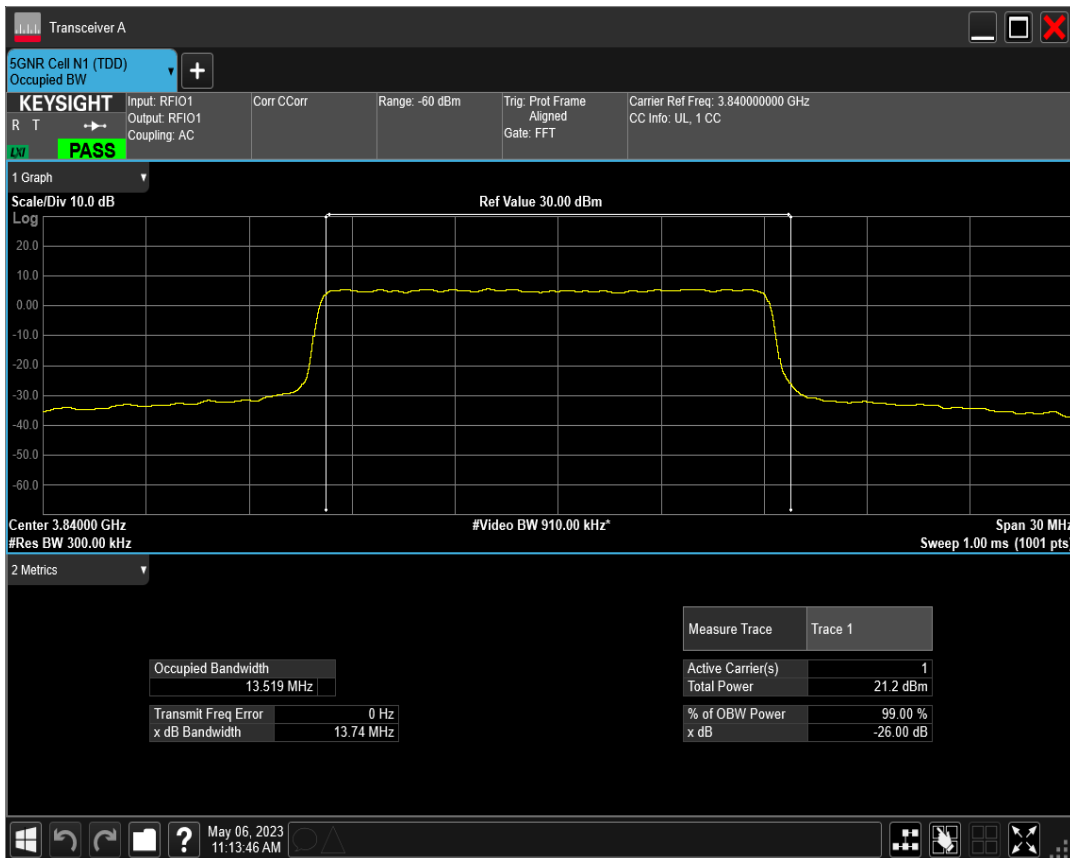 Transceiver A
5GNR Cell N1 (TDD)
Occupied BW
+
KEYSIGHT
R T
LXI
PASS
Input: RFIO1
Output: RFIO1
Coupling: AC
Corr CCorr
Range: -60 dBm
Trig: Prot Frame
Aligned
Gate: FFT
Carrier Ref Freq: 3.840000000 GHz
CC Info: UL, 1 CC
1 Graph
Scale/Div 10.0 dB
Ref Value 30.00 dBm
Log
20.0
10.0
0.00
-10.0
-20.0
-30.0
-40.0
-50.0
-60.0
Center 3.84000 GHz
#Video BW 910.00 kHz*
Span 30 MHz
#Res BW 300.00 kHz
Sweep 1.00 ms (1001 pts)
2 Metrics
Measure Trace Trace 1
Occupied Bandwidth
13.519 MHz
Active Carrier(s) 1
Total Power 21.2 dBm
Transmit Freq Error 0 Hz
x dB Bandwidth 13.74 MHz
% of OBW Power 99.00 %
x dB -26.00 dB
?
May 06, 2023
11:13:46 AM